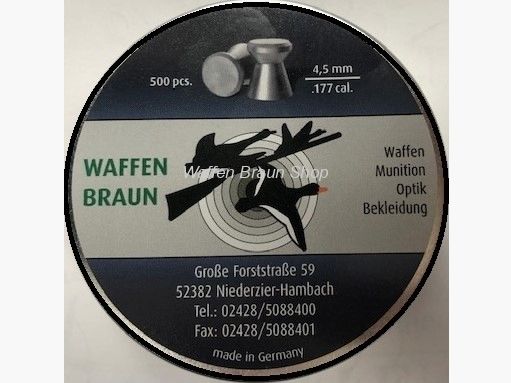 500 pcs.
4,5 mm
.177 cal.
WAFFEN
BRAUN
Waffen Braun Shop
Waffen
Munition
Optik
Bekleidung
Große Forststraße 59
52382 Niederzier-Hambach
Tel.: 02428/5088400
Fax: 02428/5088401
made in Germany